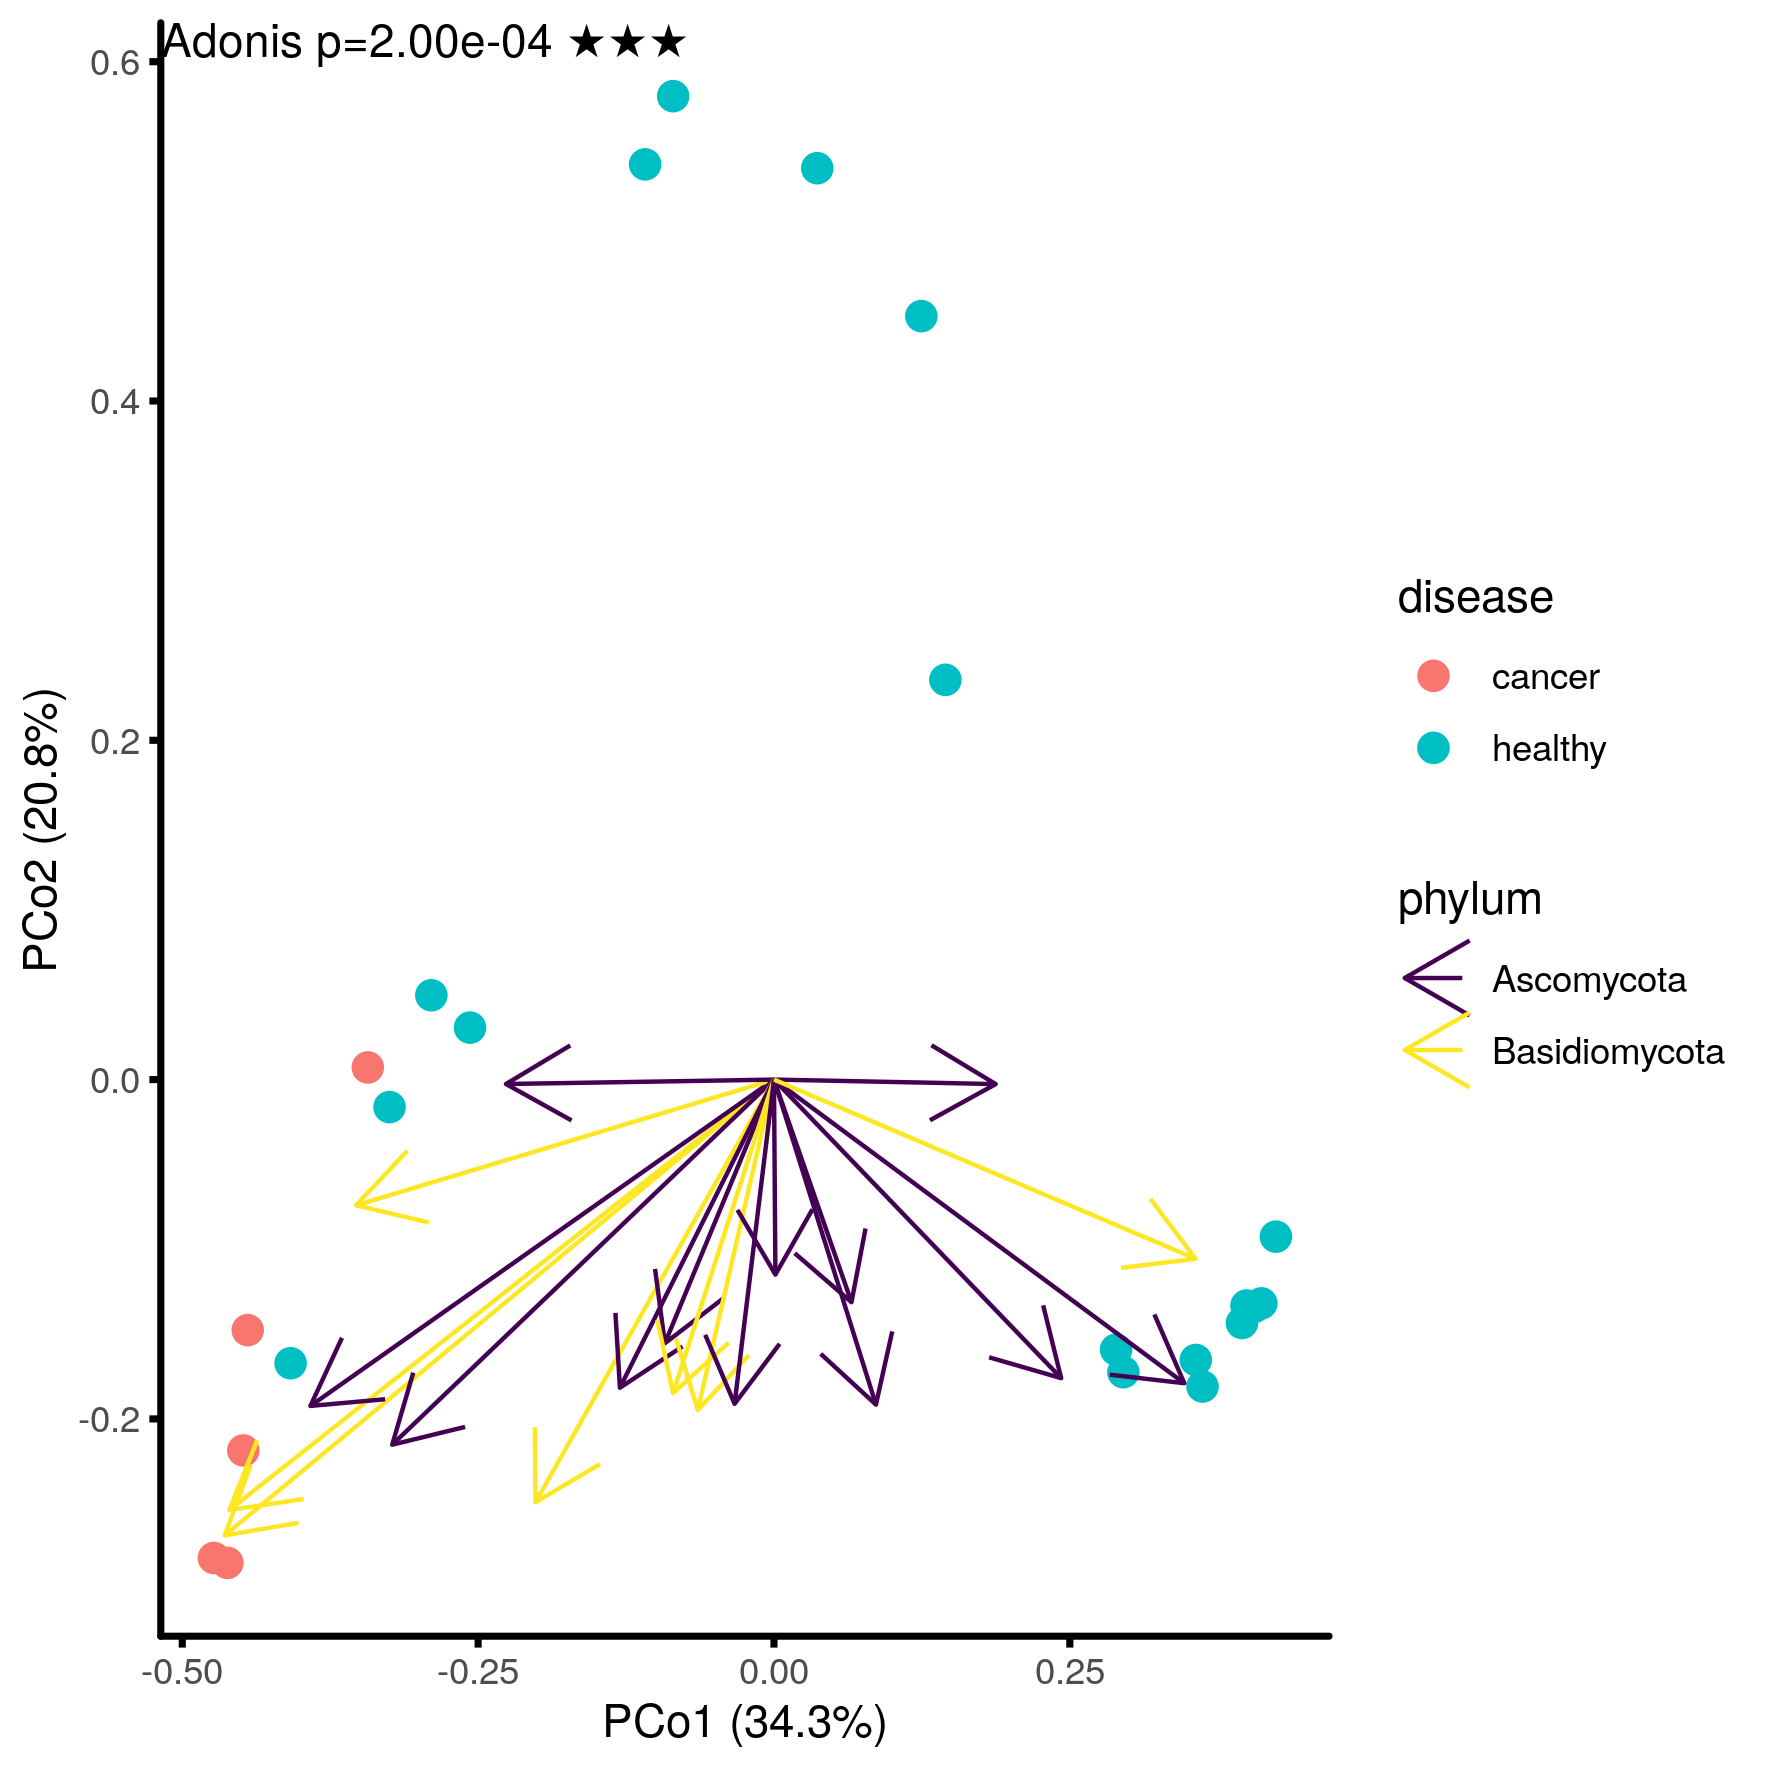 Adonis p=2.00e-04 ★★★
0.6
0.4
0.2
0.0
-0.2
PCo2 (20.8%)
-0.50
-0.25
0.00
0.25
PCo1 (34.3%)
disease
cancer
healthy
phylum
Ascomycota
Basidiomycota